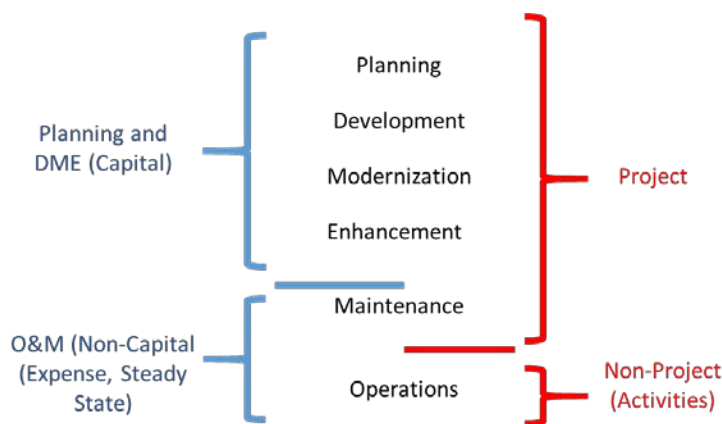 Planning
Development
Modernization
Enhancement
Maintenance
Operations
Planning and
DME (Capital)
O&M (Non-Capital
(Expense, Steady
State)
Project
Non-Project
(Activities)